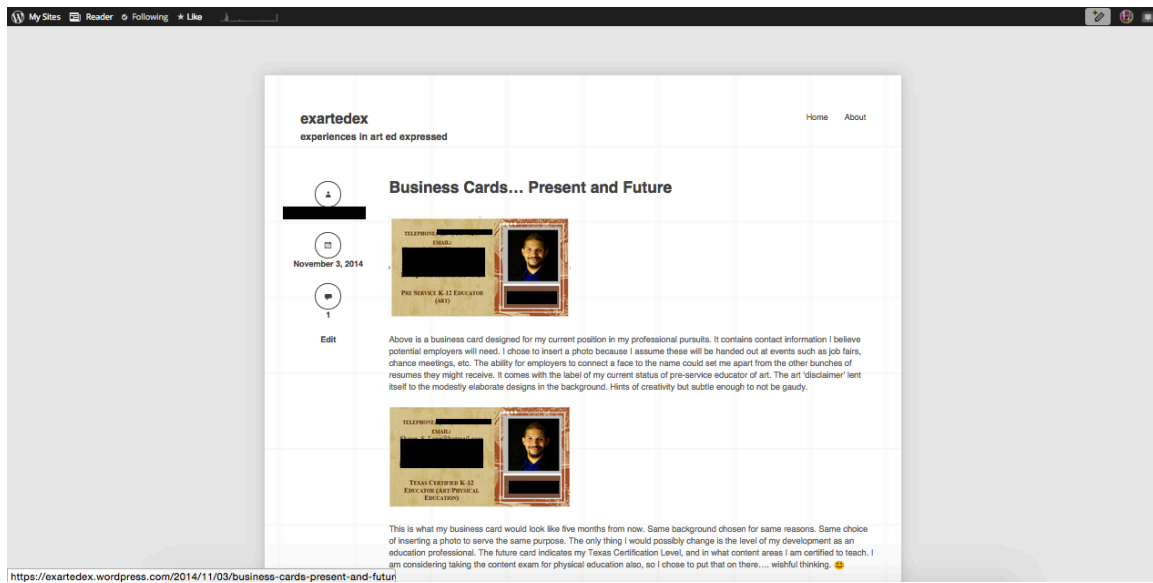 My Sites Reader Following Like
exartedex
experiences in art ed expressed
Home About
Business Cards... Present and Future
November 3, 2014
1
Edit
TELEPHONE:
EMAIL:
PRE SERVICE K-12 EDUCATOR
(ART)
Above is a business card designed for my current position in my professional pursuits. It contains contact information I believe
potential employers will need. I chose to insert a photo because I assume these will be handed out at events such as job fairs,
chance meetings, etc. The ability for employers to connect a face to the name could set me apart from the other bunches of
resumes they might receive. It comes with the label of my current status of pre-service educator of art. The art ‘disclaimer’ lent
itself to the modestly elaborate designs in the background. Hints of creativity but subtle enough to not be gaudy.
TELEPHONE
EMAIL:
TEXAS CERTIFIED K-12
EDUCATOR (ART/PHYSICAL
EDUCATION)
This is what my business card would look like five months from now. Same background chosen for same reasons. Same choice
of inserting a photo to serve the same purpose. The only thing I would possibly change is the level of my development as an
education professional. The future card indicates my Texas Certification Level, and in what content areas I am certified to teach. I
am considering taking the content exam for physical education also, so I chose to put that on there.... wishful thinking.
https://exartedex.wordpress.com/2014/11/03/business-cards-present-and-futur